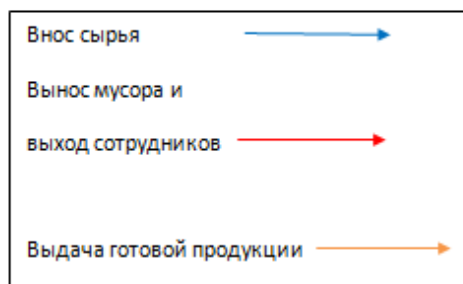 Внос сырья
Вынос мусора и
выход сотрудников
Выдача готовой продукции